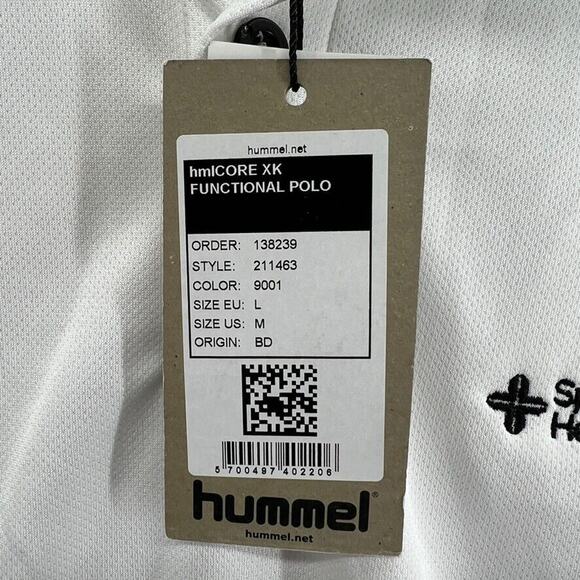 hummel.net
hmlCORE XK
FUNCTIONAL POLO
ORDER: 138239
STYLE: 211463
COLOR: 9001
SIZE EU: L
SIZE US: M
ORIGIN: BD
5 700497 402206
hummel®
hummel.net